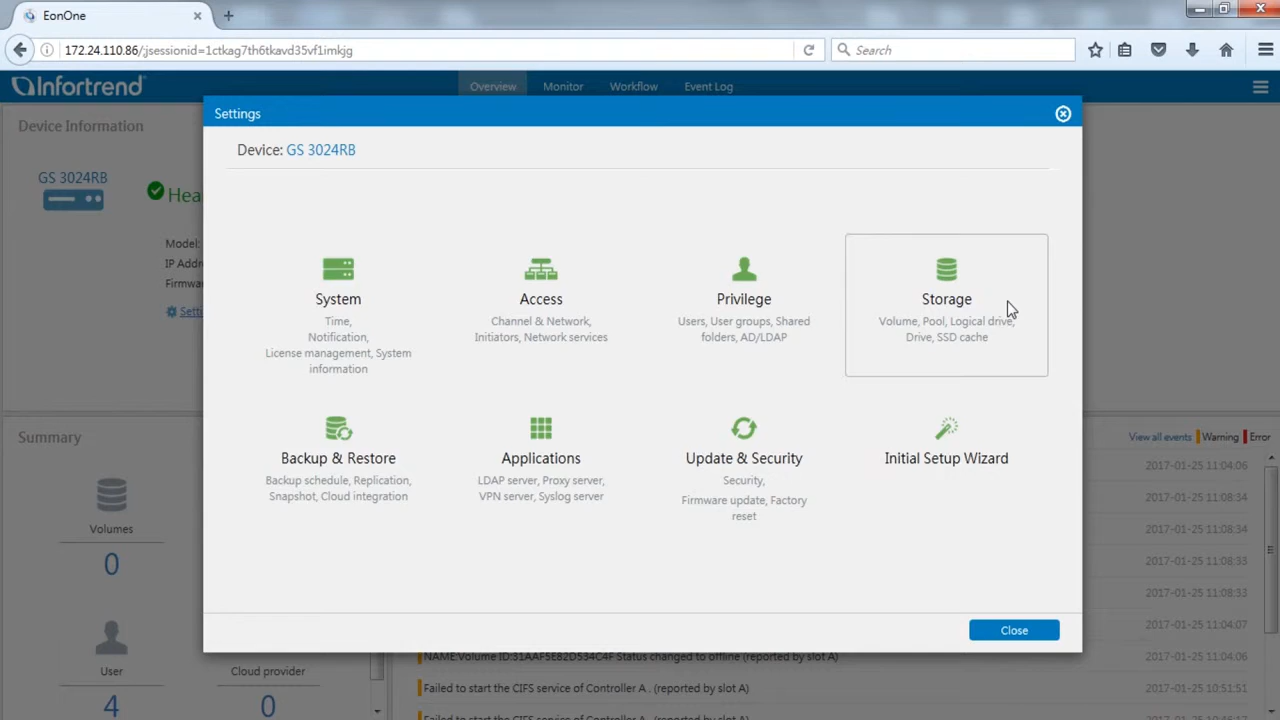 EonOne
172.24.110.86/;jsessionid=1ctkag7th6tkavd35vf1imkjg
Search
Infortrend
Overview
Monitor
Workflow
Event Log
Device Information
GS 3024RB
Model:
Settings
Device: GS 3024RB
System
Time,
Notification,
License management, System
information
Access
Channel & Network,
Initiators, Network services
Privilege
Users, User groups, Shared
folders, AD/LDAP
Storage
Volume, Pool, Logical drive,
Drive, SSD cache
Backup & Restore
Backup schedule, Replication,
Snapshot, Cloud integration
Applications
LDAP server, Proxy server,
VPN server, Syslog server
Update & Security
Security,
Firmware update, Factory
reset
Initial Setup Wizard
Close
Summary
Volumes
0
User
4
Cloud provider
0
View all events
Warning
Error
2017-01-25 11:04:06
2017-01-25 11:08:34
2017-01-25 11:08:34
2017-01-25 11:08:33
2017-01-25 11:08:33
2017-01-25 11:04:07
NAME:Volume ID:31AAF5E82D534C4F Status changed to offline (reported by slot A)
2017-01-25 11:04:06
Failed to start the CIFS service of Controller A . (reported by slot A)
2017-01-25 10:51:51